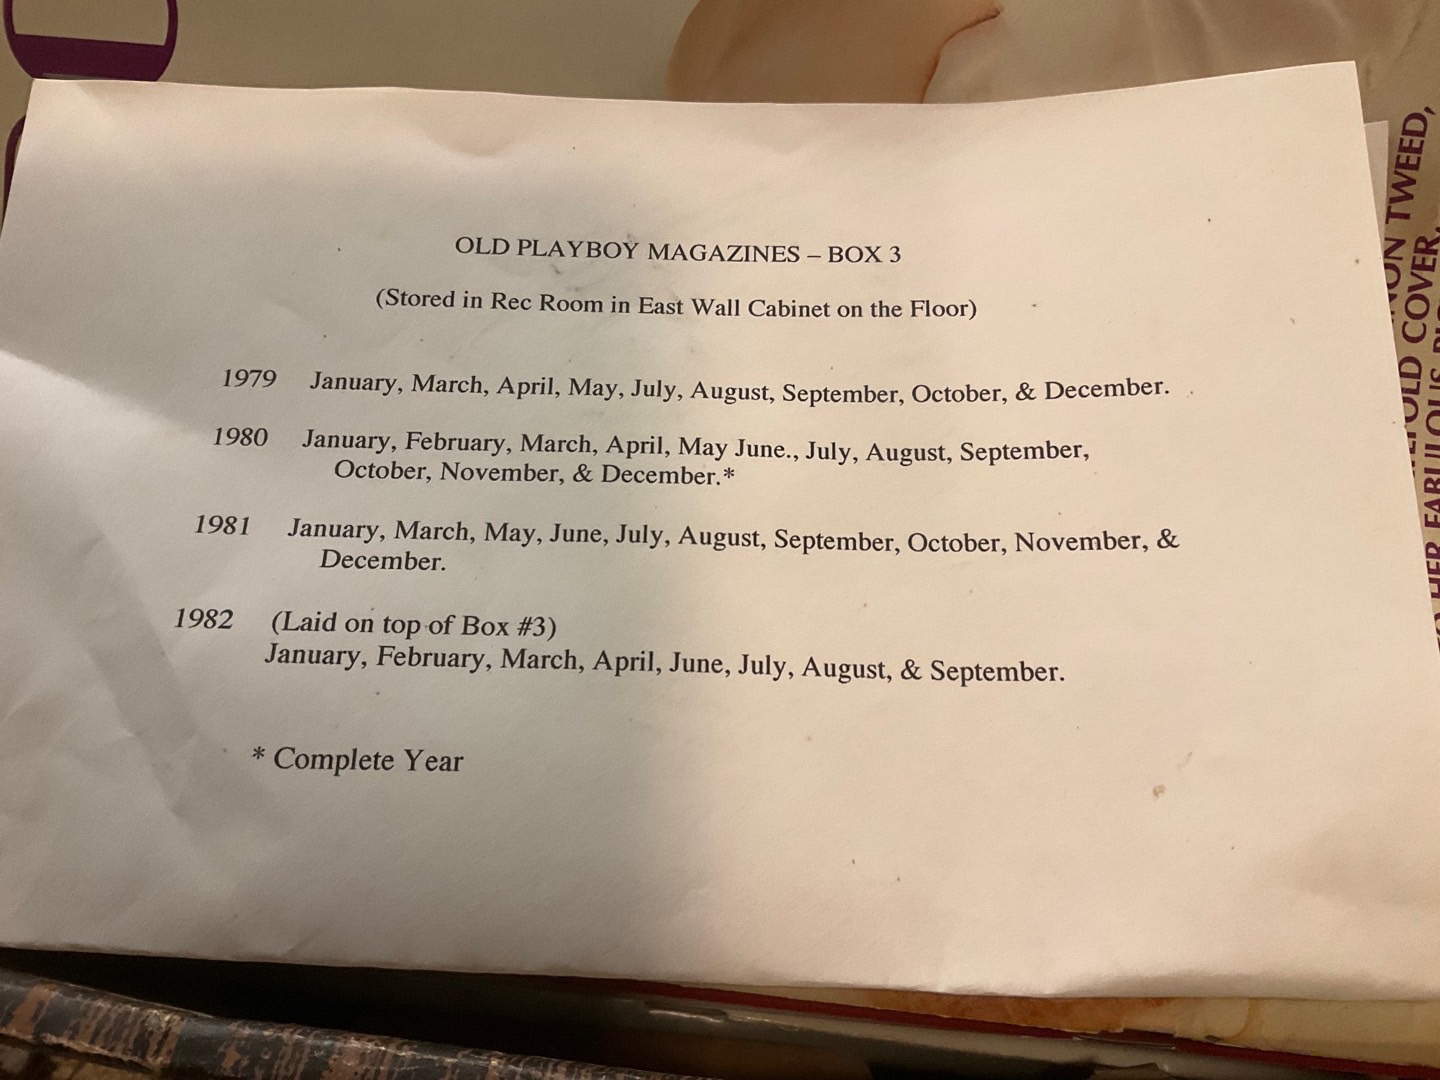 OLD PLAYBOY MAGAZINES – BOX 3
(Stored in Rec Room in East Wall Cabinet on the Floor)
1979 January, March, April, May, July, August, September, October, & December.
1980 January, February, March, April, May June., July, August, September,
October, November, & December.*
1981 January, March, May, June, July, August, September, October, November, &
December.
1982 (Laid on top of Box #3)
January, February, March, April, June, July, August, & September.
* Complete Year
TWEED,
COVER,
HER FABULOUS